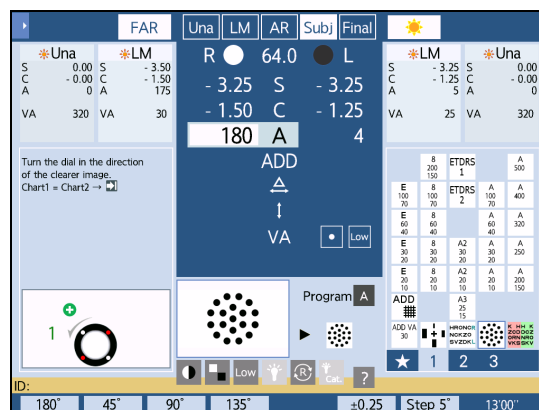 FAR
Una LM AR Subj Final
Una
S 0.00
C - 0.00
A 0
VA 320
LM
S - 3.50
C - 1.50
A 175
VA 30
R 64.0 L
- 3.25 S - 3.25
- 1.50 C - 1.25
180 A 4
ADD
VA
Low
LM
S - 3.25
C - 1.25
A 5
VA 25
Una
S 0.00
C - 0.00
A 0
VA 320
Turn the dial in the direction
of the clearer image.
Chart1 = Chart2 →
1
Program A
8 200 150
ETDRS 1
A 500
E 100 70
8 100 70
ETDRS 2
A 100 70
A 400
E 60 40
8 60 40
A 60 40
A 320
E 30 20
8 30 20
A2 30 20
A 30 20
A 250
E 20 10
8 20 10
A2 20 10
A 20 10
A 200 150
ADD
A3 25 15
ADD VA 30
HRONCR
NCKZO
SVZDKL
1 2 3
Low
R
Cat.
?
ID:
180° 45° 90° 135° ±0.25 Step 5° 13'00"